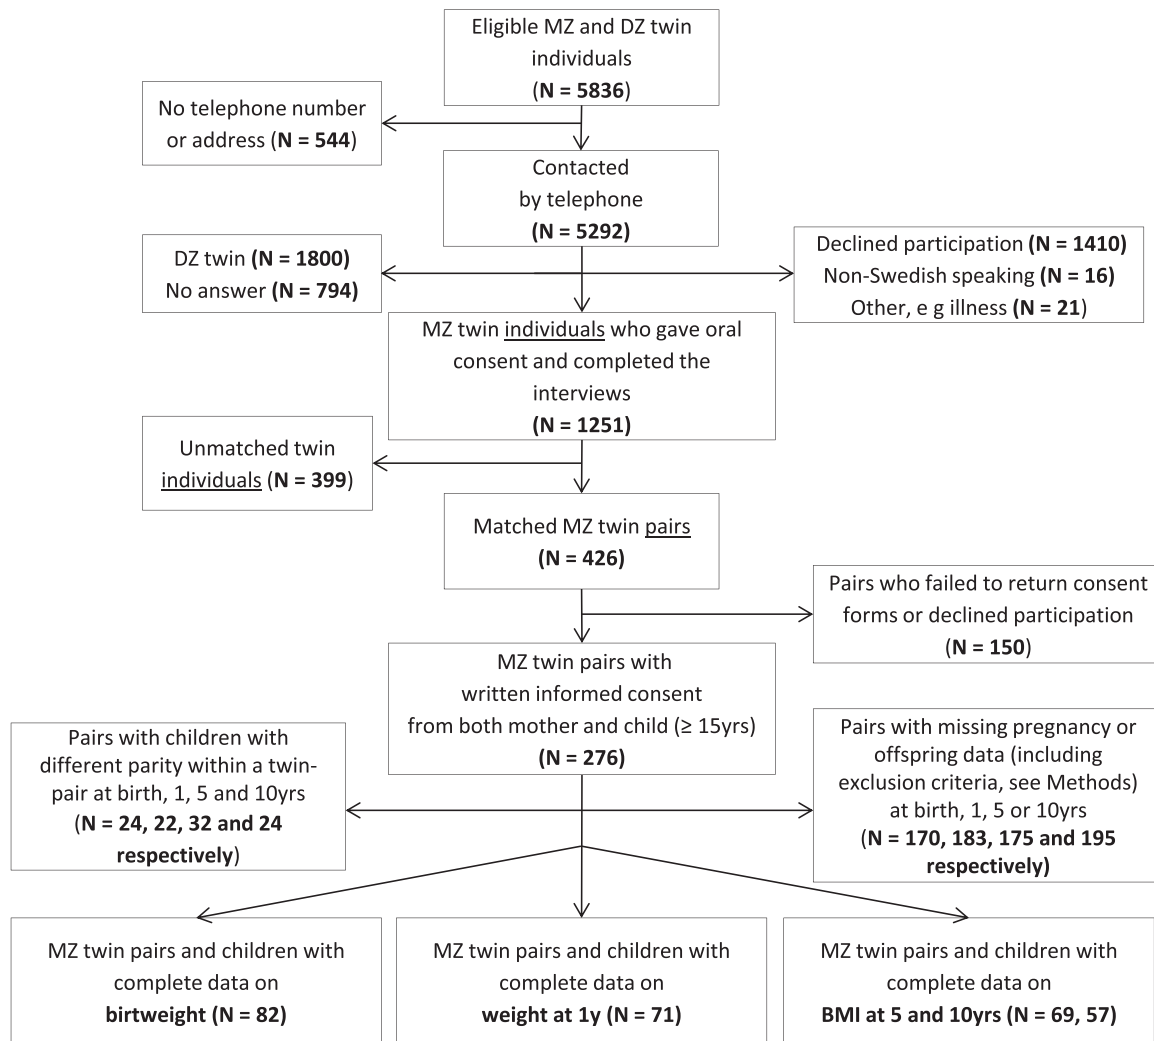 Eligible MZ and DZ twin
individuals
(N = 5836)
No telephone number
or address (N = 544)
Contacted
by telephone
(N = 5292)
DZ twin (N = 1800)
No answer (N = 794)
Declined participation (N = 1410)
Non-Swedish speaking (N = 16)
Other, e g illness (N = 21)
MZ twin individuals who gave oral
consent and completed the
interviews
(N = 1251)
Unmatched twin
individuals (N = 399)
Matched MZ twin pairs
(N = 426)
Pairs who failed to return consent
forms or declined participation
(N = 150)
MZ twin pairs with
written informed consent
from both mother and child (≥ 15yrs)
(N = 276)
Pairs with children with
different parity within a twin-
pair at birth, 1, 5 and 10yrs
(N = 24, 22, 32 and 24
respectively)
Pairs with missing pregnancy or
offspring data (including
exclusion criteria, see Methods)
at birth, 1, 5 or 10yrs
(N = 170, 183, 175 and 195
respectively)
MZ twin pairs and children with
complete data on
birtweight (N = 82)
MZ twin pairs and children with
complete data on
weight at 1y (N = 71)
MZ twin pairs and children with
complete data on
BMI at 5 and 10yrs (N = 69, 57)